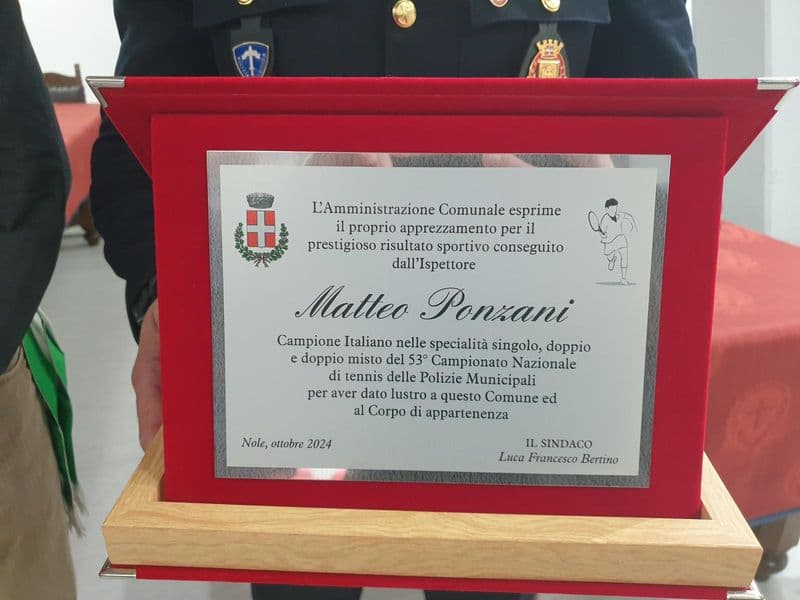 L'Amministrazione Comunale esprime
il proprio apprezzamento per il
prestigioso risultato sportivo conseguito
dall'Ispettore
Matteo Ponzani
Campione Italiano nelle specialità singolo, doppio
e doppio misto del 53° Campionato Nazionale
di tennis delle Polizie Municipali
per aver dato lustro a questo Comune ed
al Corpo di appartenenza
Nole, ottobre 2024
IL SINDACO
Luca Francesco Bertino